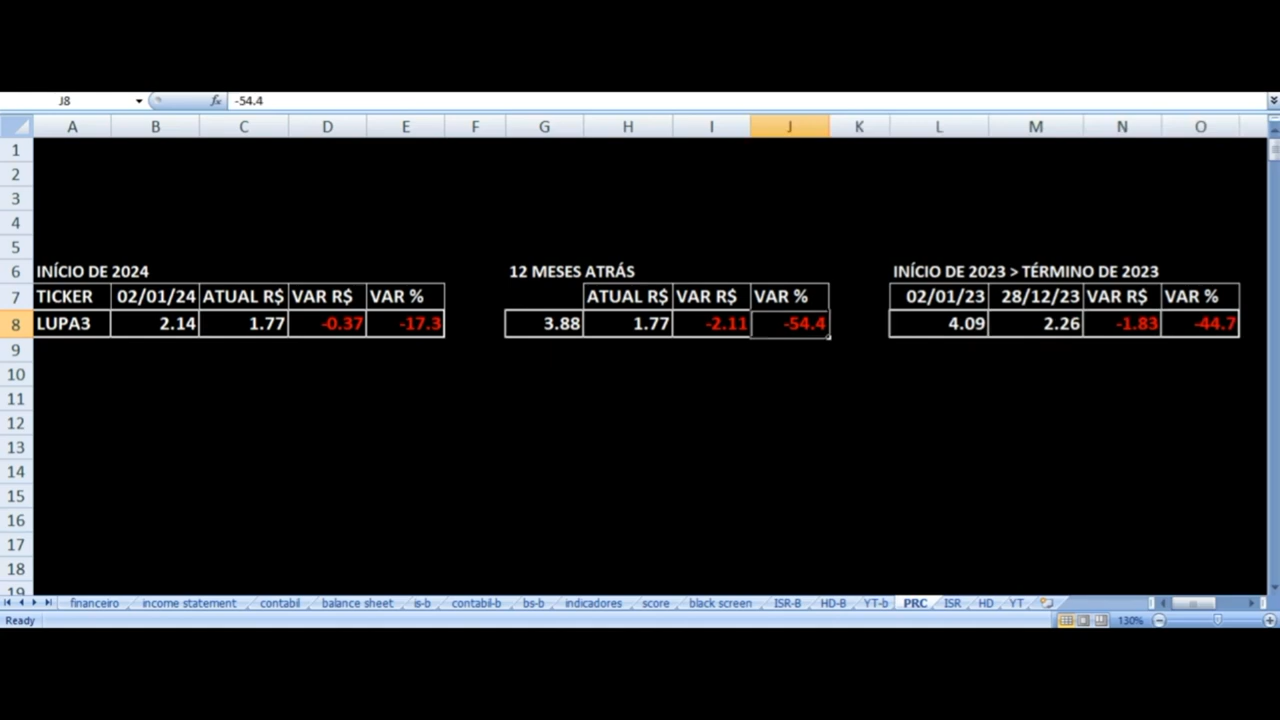 J8 fx -54.4
A B C D E F G H I J K L M N O
1
2
3
4
5
6 INÍCIO DE 2024 12 MESES ATRÁS INÍCIO DE 2023 > TÉRMINO DE 2023
7 TICKER 02/01/24 ATUAL R$ VAR R$ VAR % ATUAL R$ VAR R$ VAR % 02/01/23 28/12/23 VAR R$ VAR %
8 LUPA3 2.14 1.77 -0.37 -17.3 3.88 1.77 -2.11 -54.4 4.09 2.26 -1.83 -44.7
9
10
11
12
13
14
15
16
17
18
19
financeiro income statement contabil balance sheet is-b contabil-b bs-b indicadores score black screen ISR-B HD-B YT-b PRC ISR HD YT
Ready 130%